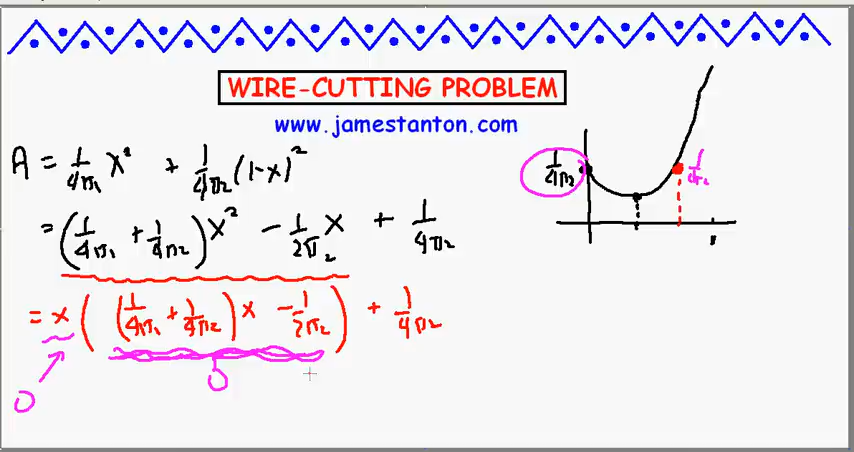 WIRE-CUTTING PROBLEM
www.jamestanton.com
A = 1/4π₁ x² + 1/4π₂ (1-x)²
= (1/4π₁ + 1/4π₂) x² - 1/2π₂ x + 1/4π₂
= x ( (1/4π₁ + 1/4π₂) x - 1/2π₂ ) + 1/4π₂
0
0
1/4π₂
1/4π₂
1